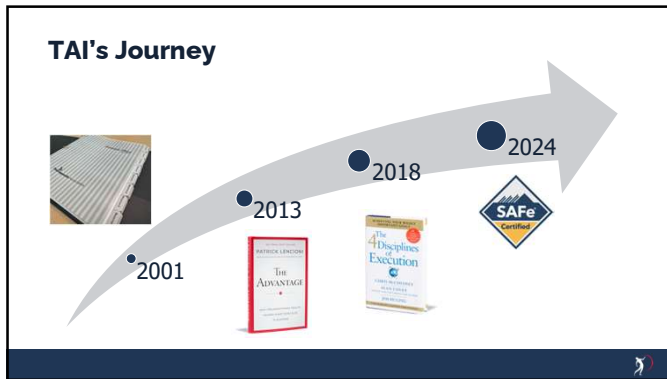 TAI's Journey
2001
2013
2018
2024
PATRICK LENCIONI
THE
ADVANTAGE
The
4 Disciplines
of
Execution
SAFe
Certified